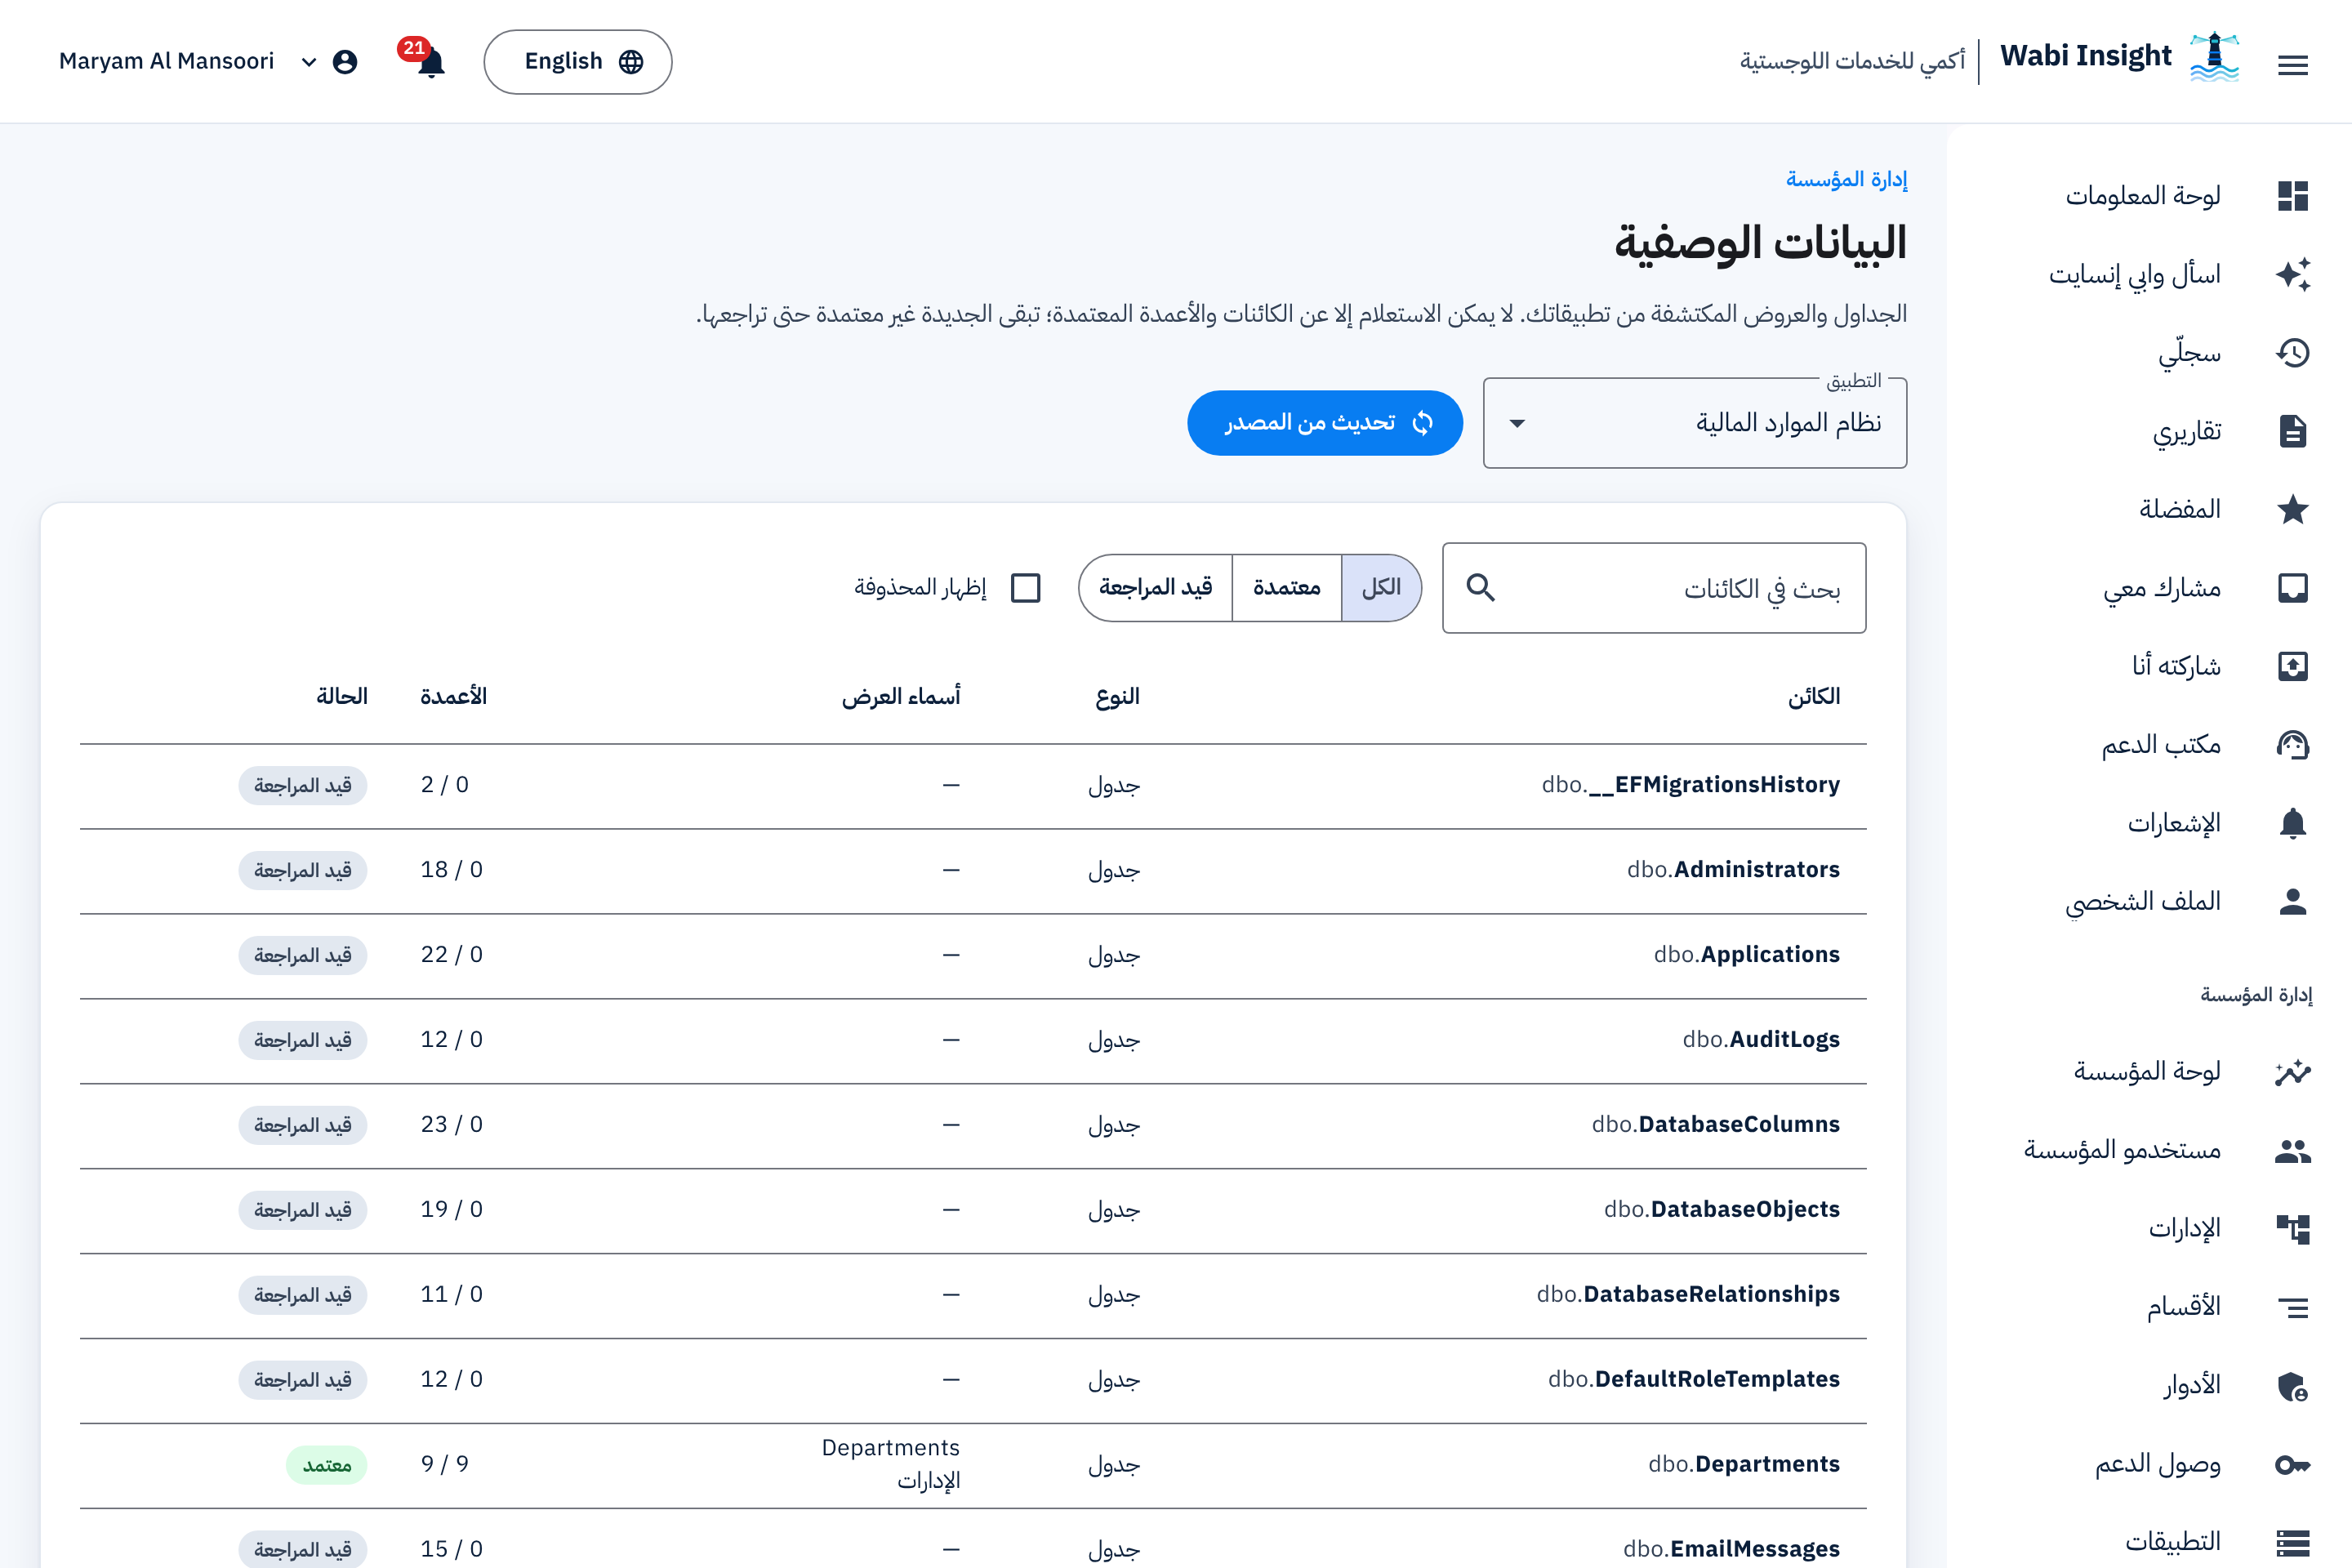 Wabi Insight
أكمي للخدمات اللوجستية
English
21
Maryam Al Mansoori
لوحة المعلومات
اسأل وابي إنسايت
سجلّي
تقاريري
المفضلة
مشارك معي
شاركته أنا
مكتب الدعم
الإشعارات
الملف الشخصي
إدارة المؤسسة
لوحة المؤسسة
مستخدمو المؤسسة
الإدارات
الأقسام
الأدوار
وصول الدعم
التطبيقات
إدارة المؤسسة
البيانات الوصفية
الجداول والعروض المكتشفة من تطبيقاتك. لا يمكن الاستعلام إلا عن الكائنات والأعمدة المعتمدة؛ تبقى الجديدة غير معتمدة حتى تراجعها.
التطبيق
نظام الموارد المالية
تحديث من المصدر
بحث في الكائنات
الكل معتمدة قيد المراجعة
إظهار المحذوفة
الكائن النوع أسماء العرض الأعمدة الحالة
dbo.__EFMigrationsHistory جدول — 2 / 0 قيد المراجعة
dbo.Administrators جدول — 18 / 0 قيد المراجعة
dbo.Applications جدول — 22 / 0 قيد المراجعة
dbo.AuditLogs جدول — 12 / 0 قيد المراجعة
dbo.DatabaseColumns جدول — 23 / 0 قيد المراجعة
dbo.DatabaseObjects جدول — 19 / 0 قيد المراجعة
dbo.DatabaseRelationships جدول — 11 / 0 قيد المراجعة
dbo.DefaultRoleTemplates جدول — 12 / 0 قيد المراجعة
dbo.Departments جدول Departments 9 / 9 معتمد
الإدارات
dbo.EmailMessages جدول — 15 / 0 قيد المراجعة